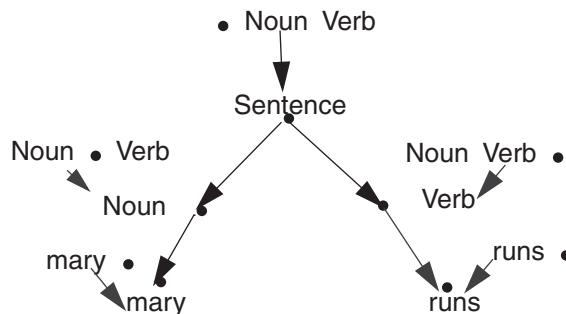 • Noun Verb
Sentence
Noun • Verb
Noun Verb •
Noun
Verb
mary •
runs •
mary
runs